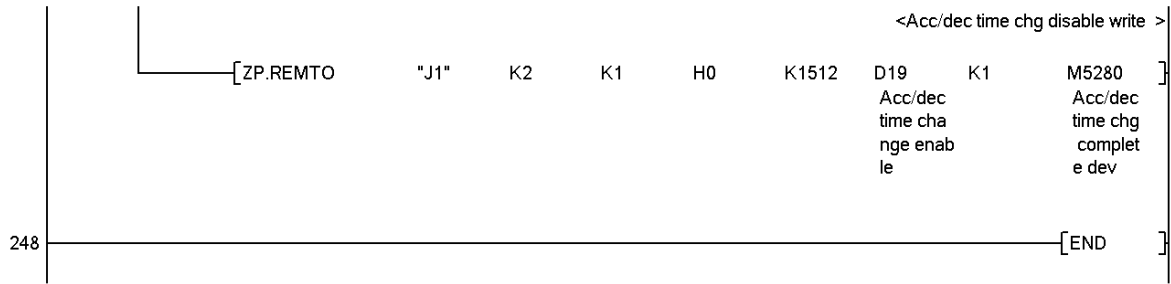 <Acc/dec time chg disable write >
[ZP.REMTO "J1" K2 K1 H0 K1512 D19 K1 M5280 ]
Acc/dec Acc/dec
time cha time chg
nge enab complet
le e dev
248 [END ]